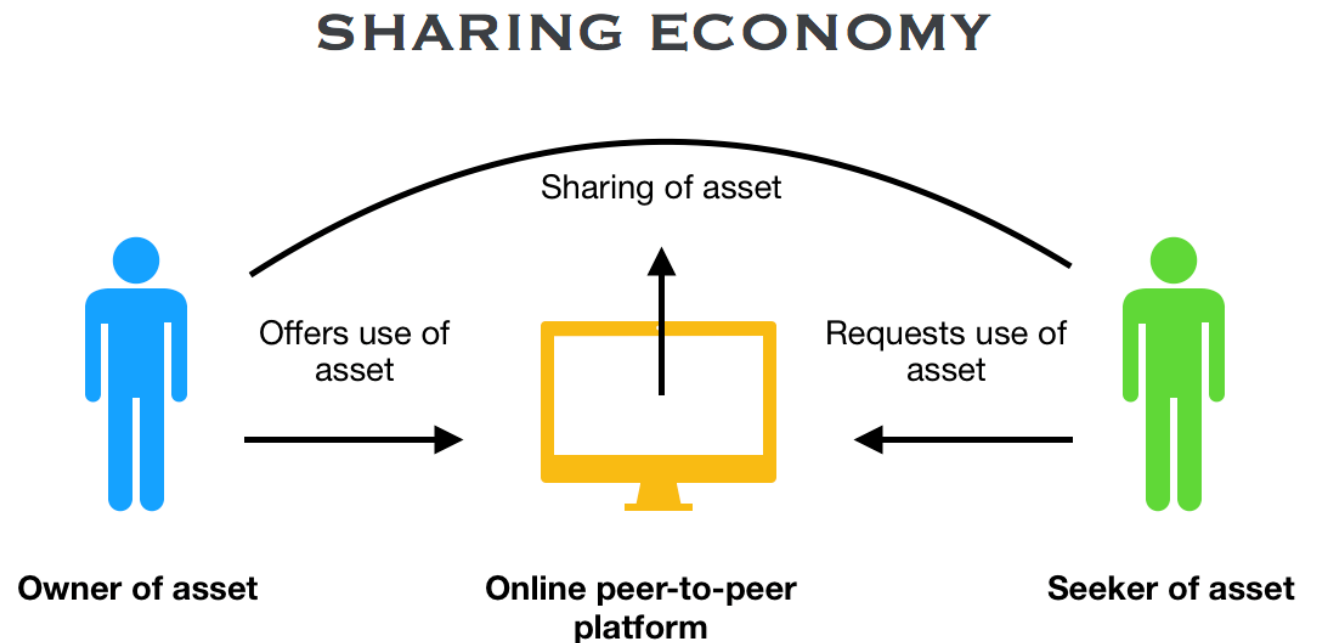 SHARING ECONOMY
Sharing of asset
Offers use of
asset
Requests use of
asset
Owner of asset
Online peer-to-peer
platform
Seeker of asset